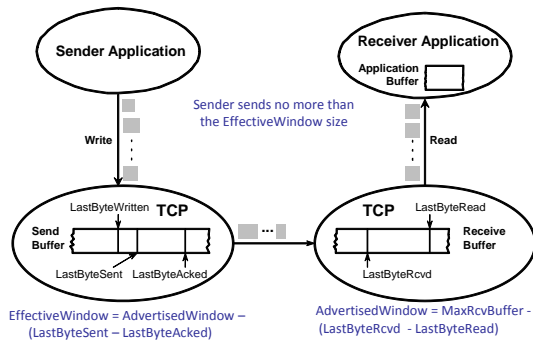 Sender Application
Receiver Application
Application
Buffer
Sender sends no more than
the EffectiveWindow size
Write
Read
TCP
LastByteWritten
Send
Buffer
LastByteSent
LastByteAcked
TCP
LastByteRead
Receive
Buffer
LastByteRcvd
EffectiveWindow = AdvertisedWindow –
(LastByteSent – LastByteAcked)
AdvertisedWindow = MaxRcvBuffer -
(LastByteRcvd - LastByteRead)